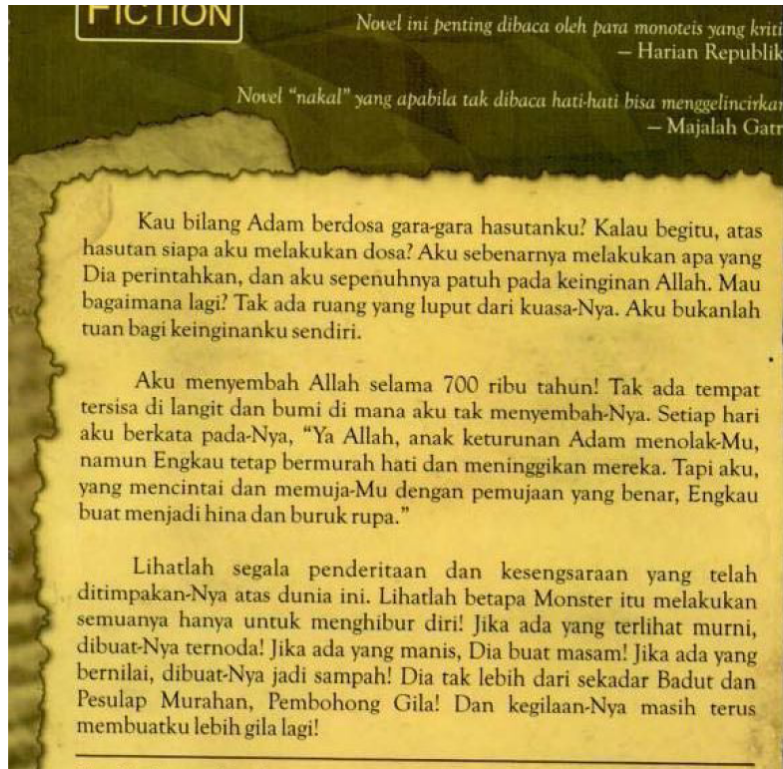 FICTION
Novel ini penting dibaca oleh para monoteis yang kriti
— Harian Republik
Novel "nakal" yang apabila tak dibaca hati-hati bisa menggelincirkan
— Majalah Gatr
Kau bilang Adam berdosa gara-gara hasutanku? Kalau begitu, atas
hasutan siapa aku melakukan dosa? Aku sebenarnya melakukan apa yang
Dia perintahkan, dan aku sepenuhnya patuh pada keinginan Allah. Mau
bagaimana lagi? Tak ada ruang yang luput dari kuasa-Nya. Aku bukanlah
tuan bagi keinginanku sendiri.
Aku menyembah Allah selama 700 ribu tahun! Tak ada tempat
tersisa di langit dan bumi di mana aku tak menyembah-Nya. Setiap hari
aku berkata pada-Nya, "Ya Allah, anak keturunan Adam menolak-Mu,
namun Engkau tetap bermurah hati dan meninggikan mereka. Tapi aku,
yang mencintai dan memuja-Mu dengan pemujaan yang benar, Engkau
buat menjadi hina dan buruk rupa."
Lihatlah segala penderitaan dan kesengsaraan yang telah
ditimpakan-Nya atas dunia ini. Lihatlah betapa Monster itu melakukan
semuanya hanya untuk menghibur diri! Jika ada yang terlihat murni,
dibuat-Nya ternoda! Jika ada yang manis, Dia buat masam! Jika ada yang
bernilai, dibuat-Nya jadi sampah! Dia tak lebih dari sekadar Badut dan
Pesulap Murahan, Pembohong Gila! Dan kegilaan-Nya masih terus
membuatku lebih gila lagi!